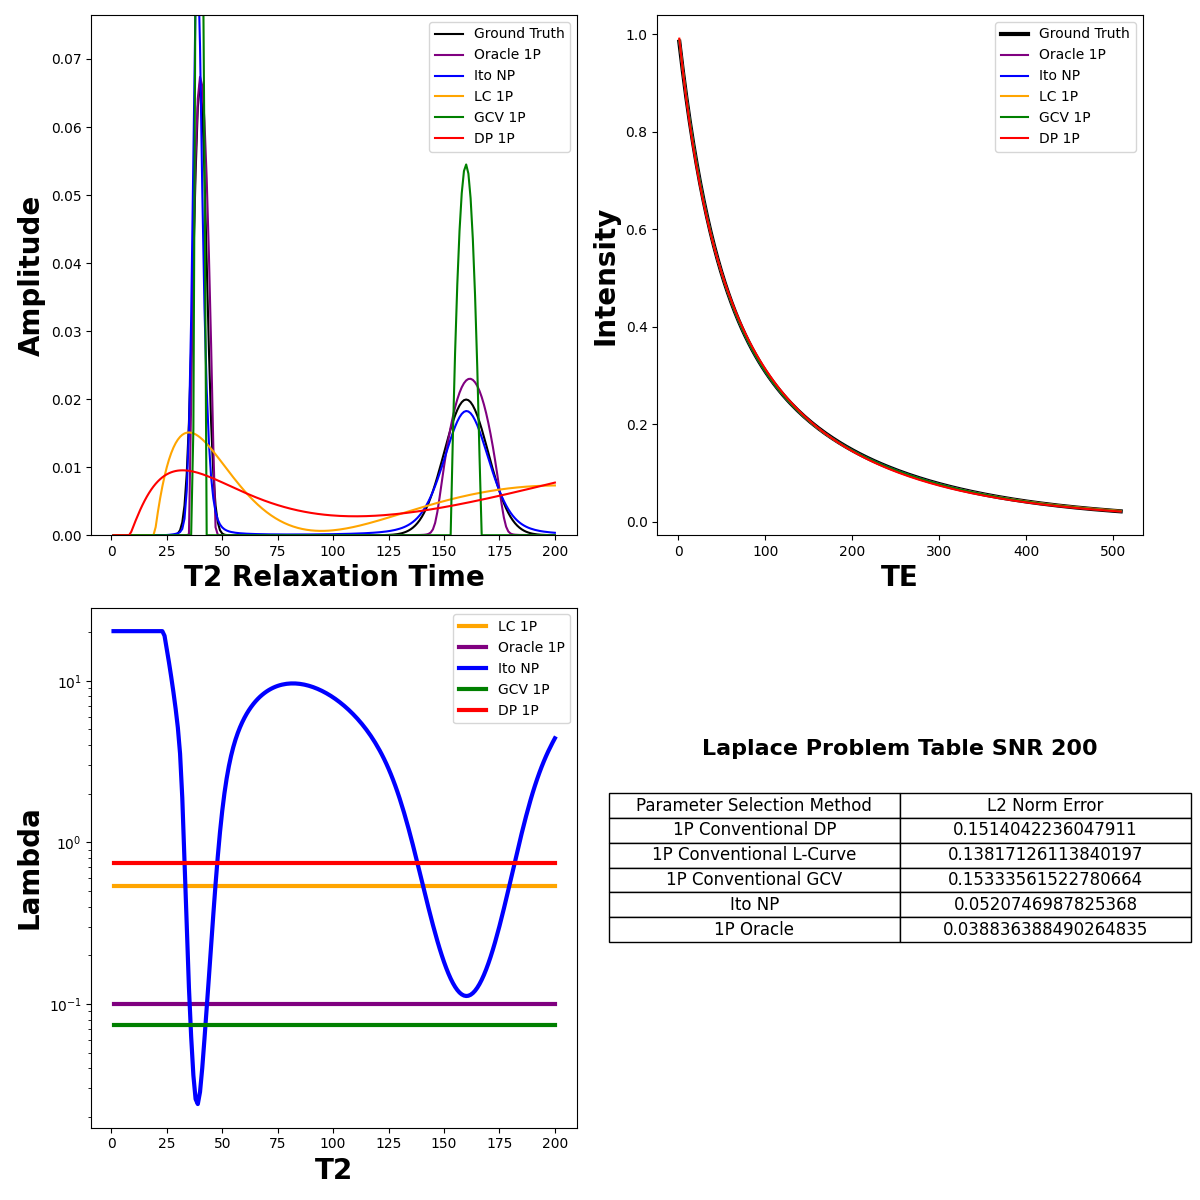 Ground Truth
Oracle 1P
Ito NP
LC 1P
GCV 1P
DP 1P
0.07
0.06
0.05
0.04
0.03
0.02
0.01
0.00
Amplitude
0 25 50 75 100 125 150 175 200
T2 Relaxation Time
Ground Truth
Oracle 1P
Ito NP
LC 1P
GCV 1P
DP 1P
1.0
0.8
0.6
0.4
0.2
0.0
Intensity
0 100 200 300 400 500
TE
LC 1P
Oracle 1P
Ito NP
GCV 1P
DP 1P
10¹
10⁰
10⁻¹
Lambda
0 25 50 75 100 125 150 175 200
T2
Laplace Problem Table SNR 200
Parameter Selection Method L2 Norm Error
1P Conventional DP 0.1514042236047911
1P Conventional L-Curve 0.13817126113840197
1P Conventional GCV 0.15333561522780664
Ito NP 0.0520746987825368
1P Oracle 0.038836388490264835